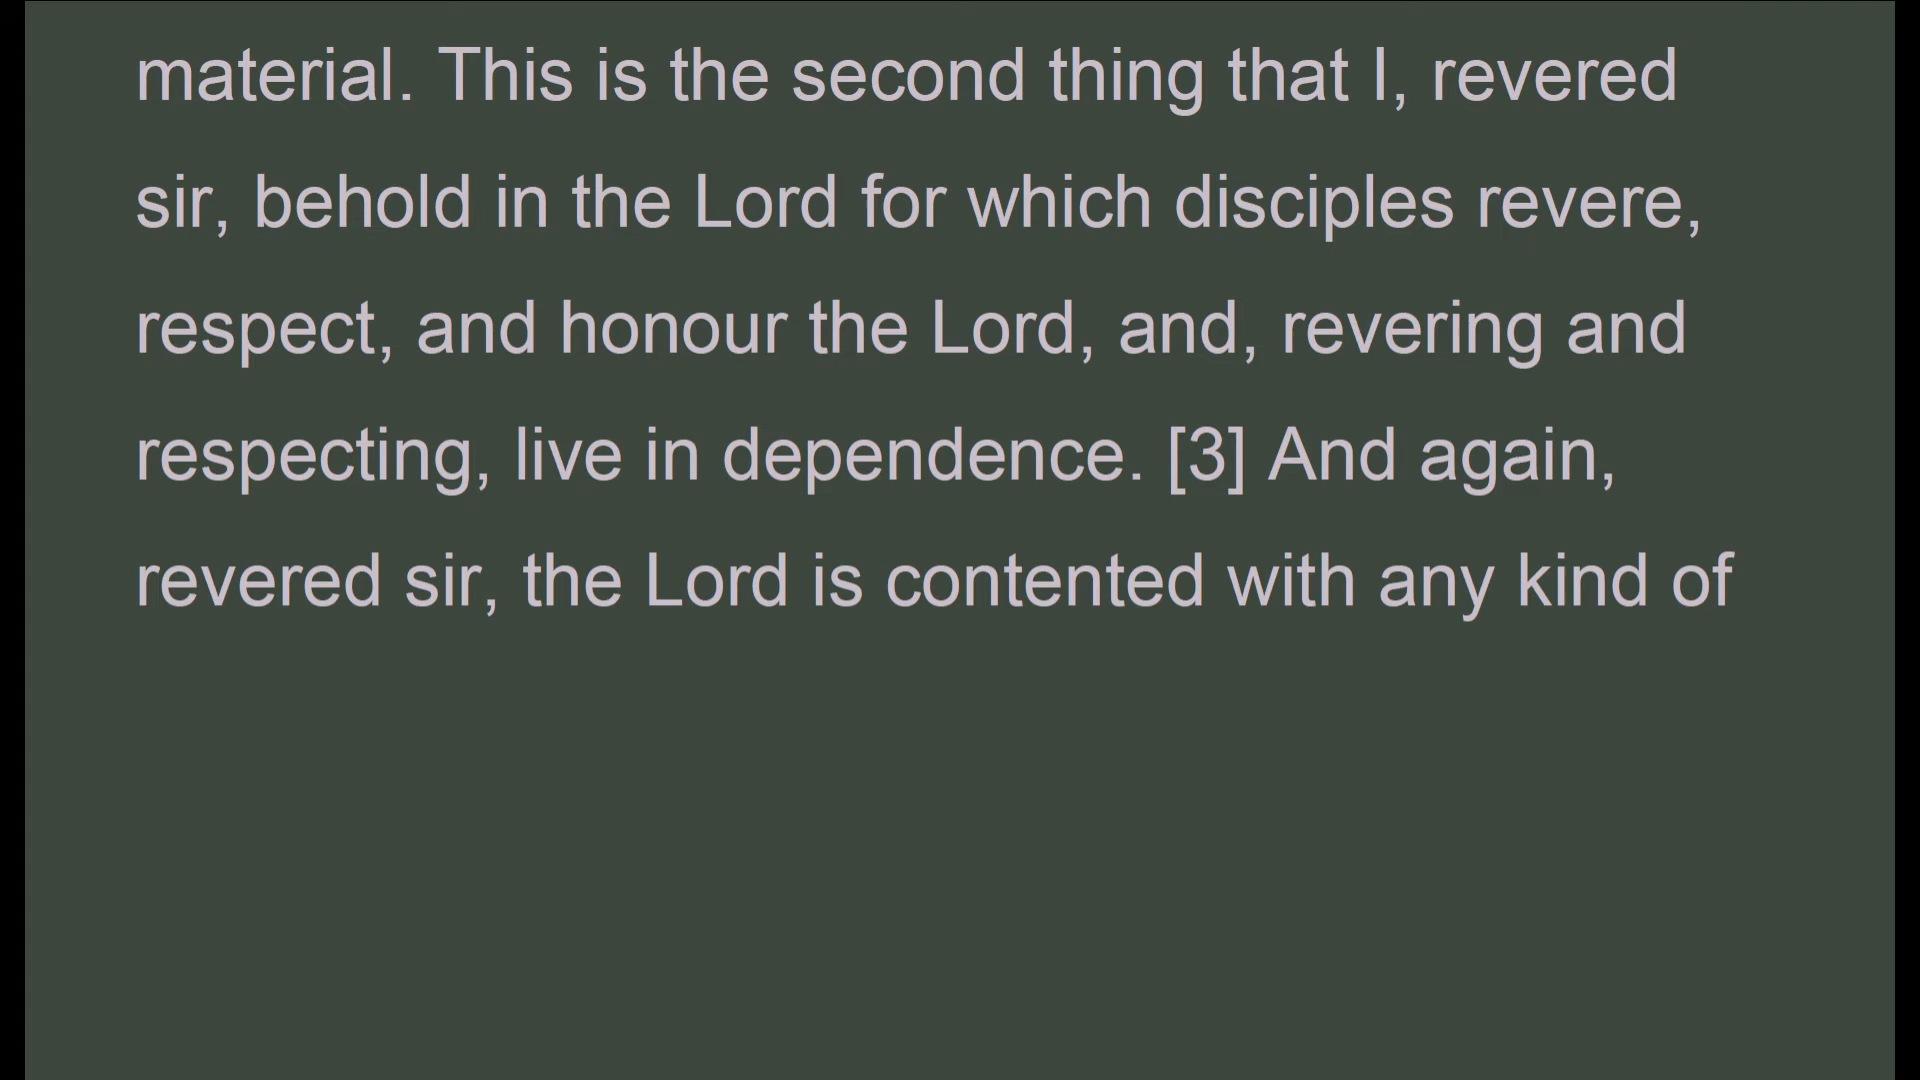 material. This is the second thing that I, revered
sir, behold in the Lord for which disciples revere,
respect, and honour the Lord, and, revering and
respecting, live in dependence. [3] And again,
revered sir, the Lord is contented with any kind of